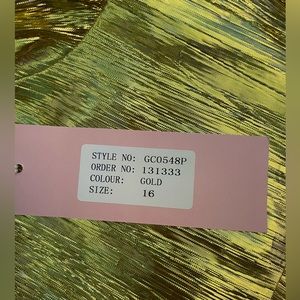 STYLE NO: GC0548P
ORDER NO: 131333
COLOUR: GOLD
SIZE: 16